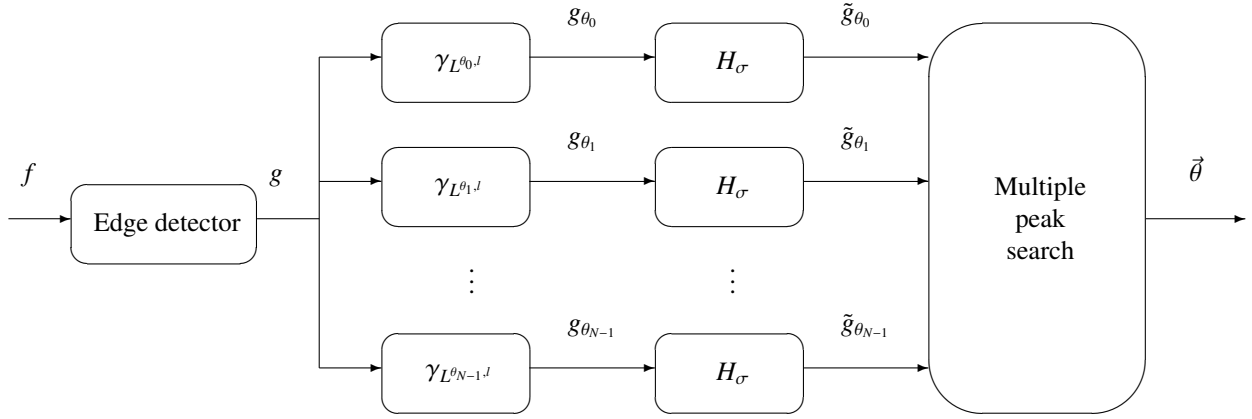 g_{θ_0} g̃_{θ_0}
γ_{L^{θ_0,l}} H_σ
g_{θ_1} g̃_{θ_1}
f g γ_{L^{θ_1,l}} H_σ θ⃗
Edge detector
Multiple
peak
search
⋮ ⋮
g_{θ_{N−1}} g̃_{θ_{N−1}}
γ_{L^{θ_{N−1},l}} H_σ